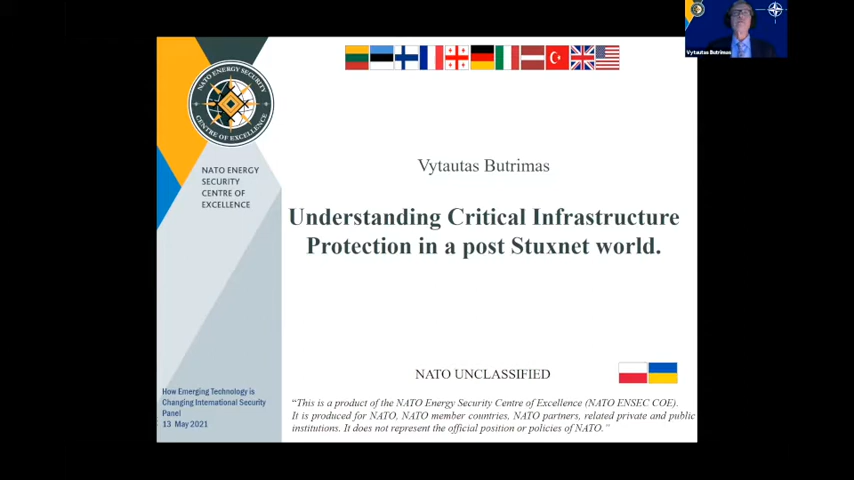 Vytautas Butrimas
NATO ENERGY SECURITY
CENTRE OF EXCELLENCE
NATO ENERGY
SECURITY
CENTRE OF
EXCELLENCE
Vytautas Butrimas
Understanding Critical Infrastructure
Protection in a post Stuxnet world.
NATO UNCLASSIFIED
How Emerging Technology is
Changing International Security
Panel
13 May 2021
“This is a product of the NATO Energy Security Centre of Excellence (NATO ENSEC COE).
It is produced for NATO, NATO member countries, NATO partners, related private and public
institutions. It does not represent the official position or policies of NATO.”